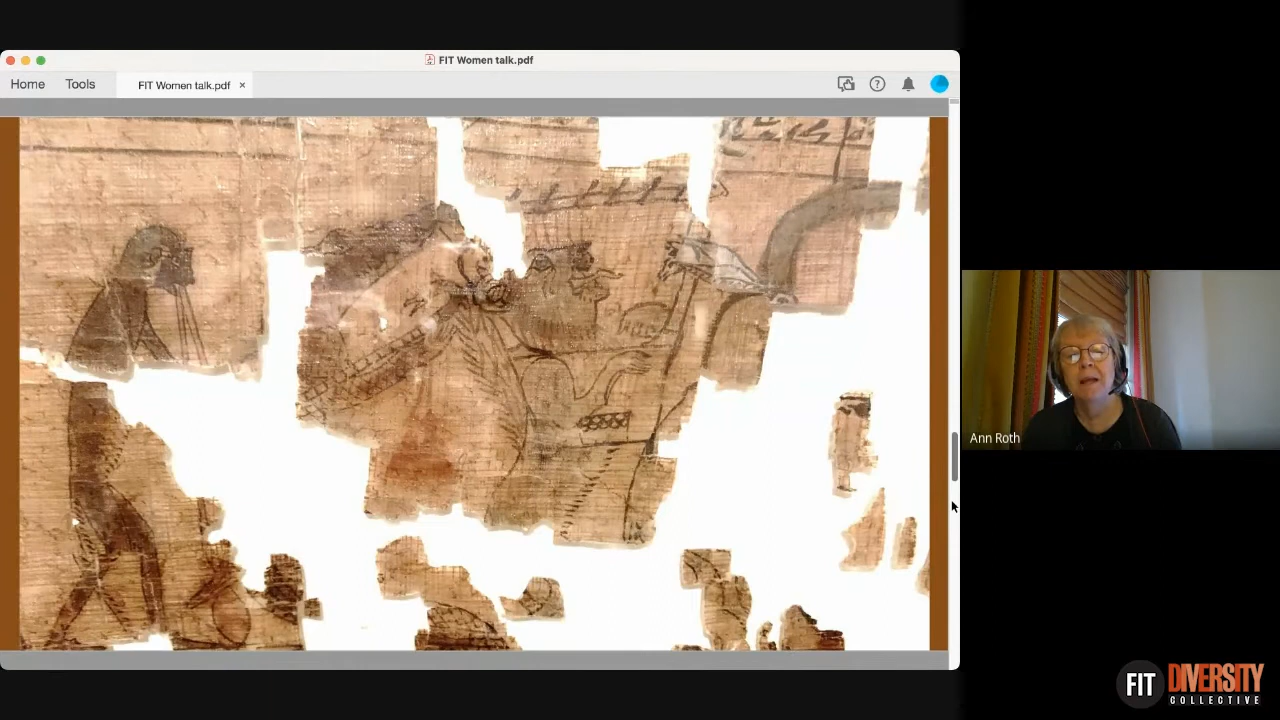 FIT Women talk.pdf
Home Tools FIT Women talk.pdf ×
Ann Roth
FIT DIVERSITY
COLLECTIVE